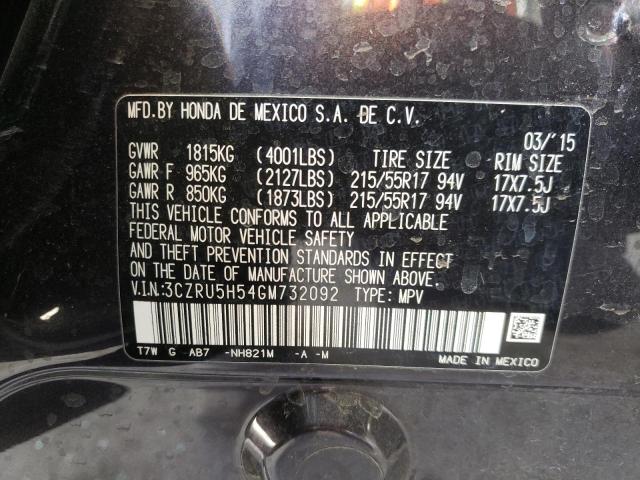 MFD.BY HONDA DE MEXICO S.A. DE C.V.
03/'15
GVWR 1815KG (4001LBS) TIRE SIZE RIM SIZE
GAWR F 965KG (2127LBS) 215/55R17 94V 17X7.5J
GAWR R 850KG (1873LBS) 215/55R17 94V 17X7.5J
THIS VEHICLE CONFORMS TO ALL APPLICABLE
FEDERAL MOTOR VEHICLE SAFETY
AND THEFT PREVENTION STANDARDS IN EFFECT
ON THE DATE OF MANUFACTURE SHOWN ABOVE.
V.I.N:3CZRU5H54GM732092 TYPE: MPV
T7W G AB7 -NH821M -A -M
MADE IN MEXICO